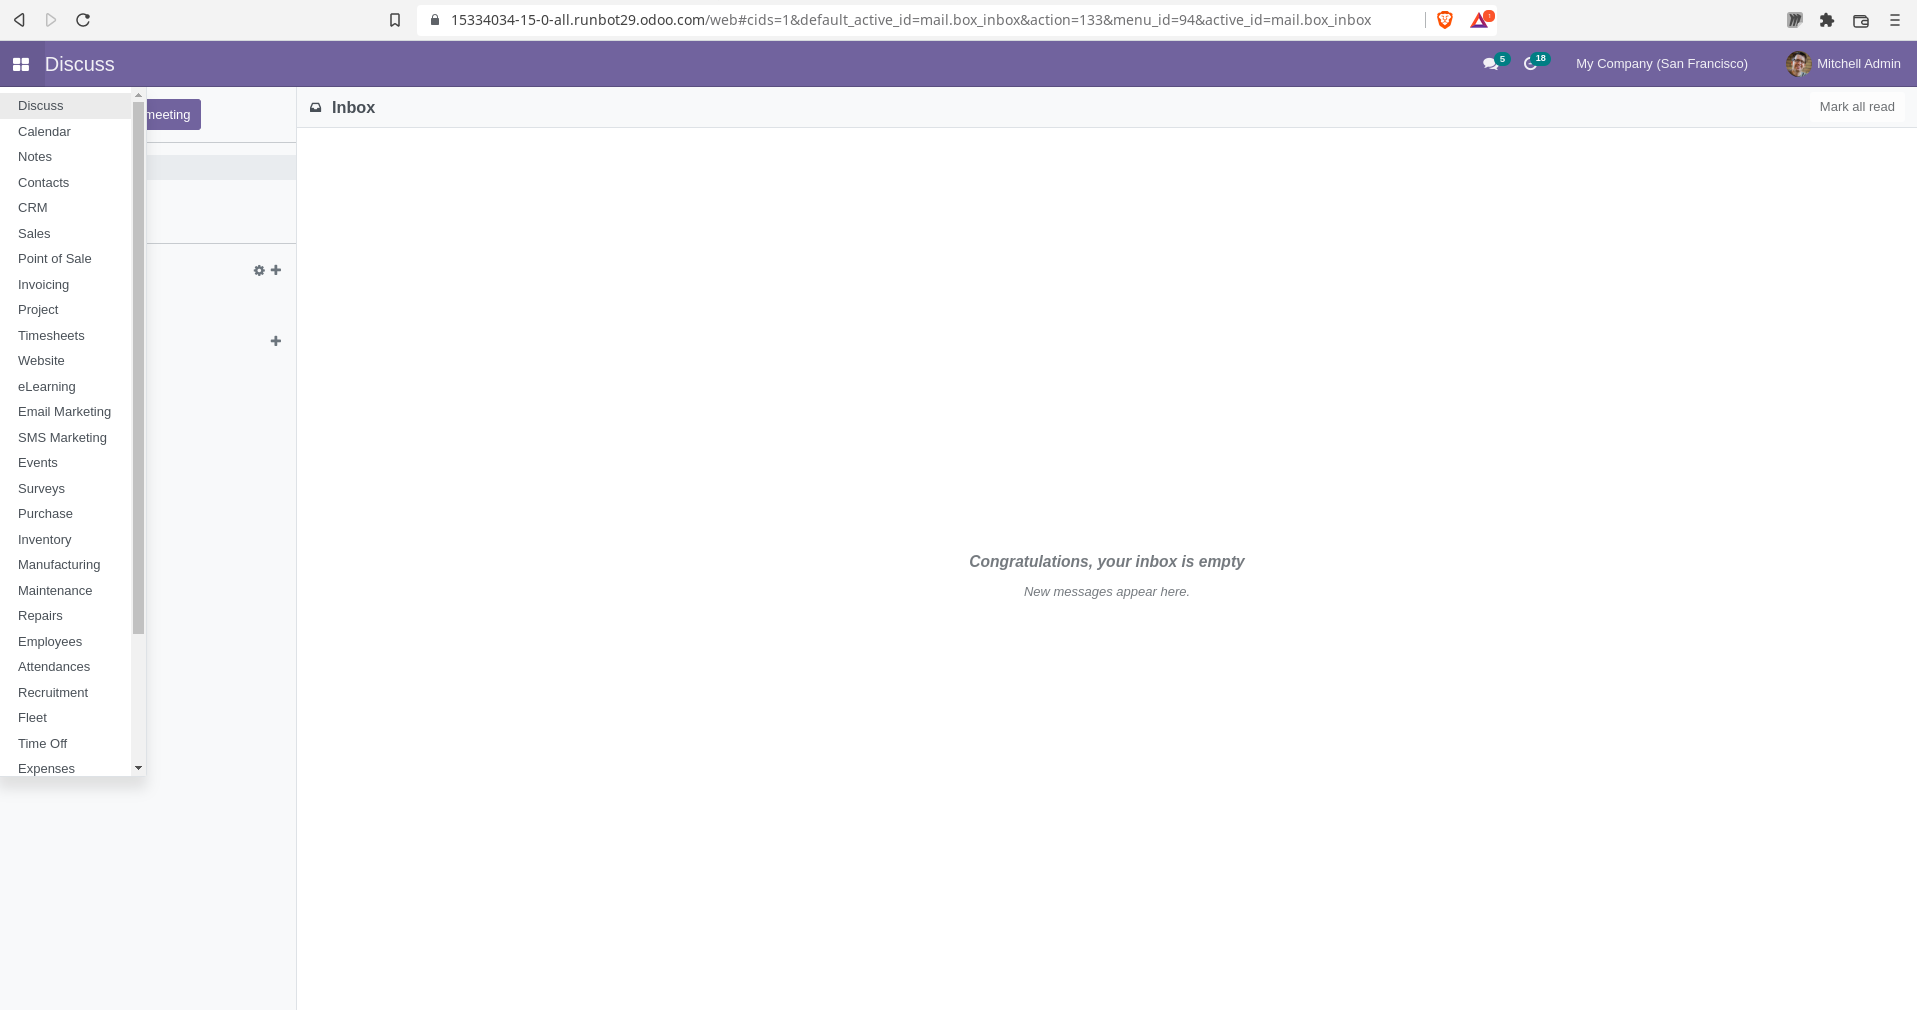 15334034-15-0-all.runbot29.odoo.com/web#cids=1&default_active_id=mail.box_inbox&action=133&menu_id=94&active_id=mail.box_inbox
Discuss
5
18
My Company (San Francisco)
Mitchell Admin
Discuss
Calendar
Notes
Contacts
CRM
Sales
Point of Sale
Invoicing
Project
Timesheets
Website
eLearning
Email Marketing
SMS Marketing
Events
Surveys
Purchase
Inventory
Manufacturing
Maintenance
Repairs
Employees
Attendances
Recruitment
Fleet
Time Off
Expenses
meeting
Inbox
Mark all read
Congratulations, your inbox is empty
New messages appear here.